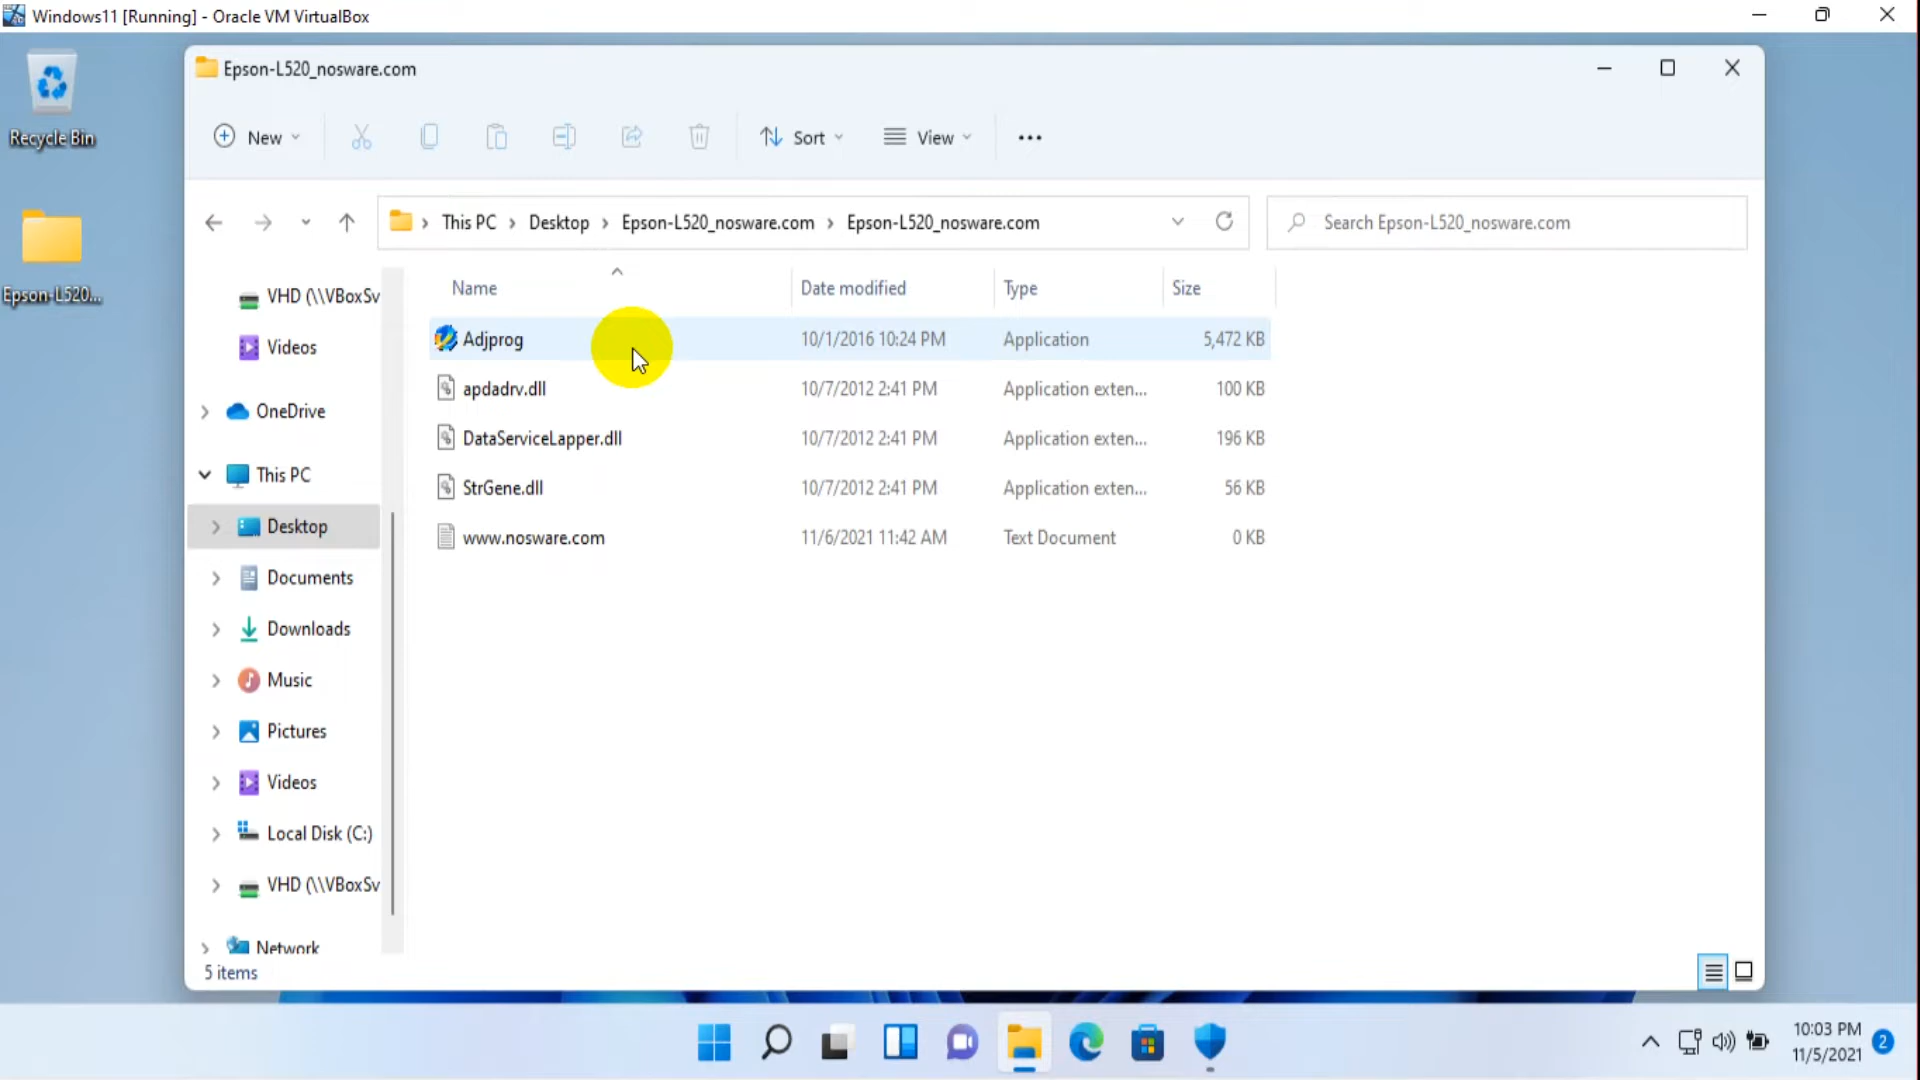 Windows11 [Running] - Oracle VM VirtualBox
Recycle Bin
Epson-L520...
Epson-L520_nosware.com
New
Sort
View
This PC
Desktop
Epson-L520_nosware.com
Epson-L520_nosware.com
Search Epson-L520_nosware.com
VHD (\\VBoxSv
Videos
OneDrive
This PC
Desktop
Documents
Downloads
Music
Pictures
Videos
Local Disk (C:)
VHD (\\VBoxSv
Network
Name Date modified Type Size
Adjprog 10/1/2016 10:24 PM Application 5,472 KB
apdadrv.dll 10/7/2012 2:41 PM Application exten... 100 KB
DataServiceLapper.dll 10/7/2012 2:41 PM Application exten... 196 KB
StrGene.dll 10/7/2012 2:41 PM Application exten... 56 KB
www.nosware.com 11/6/2021 11:42 AM Text Document 0 KB
5 items
10:03 PM
11/5/2021
2